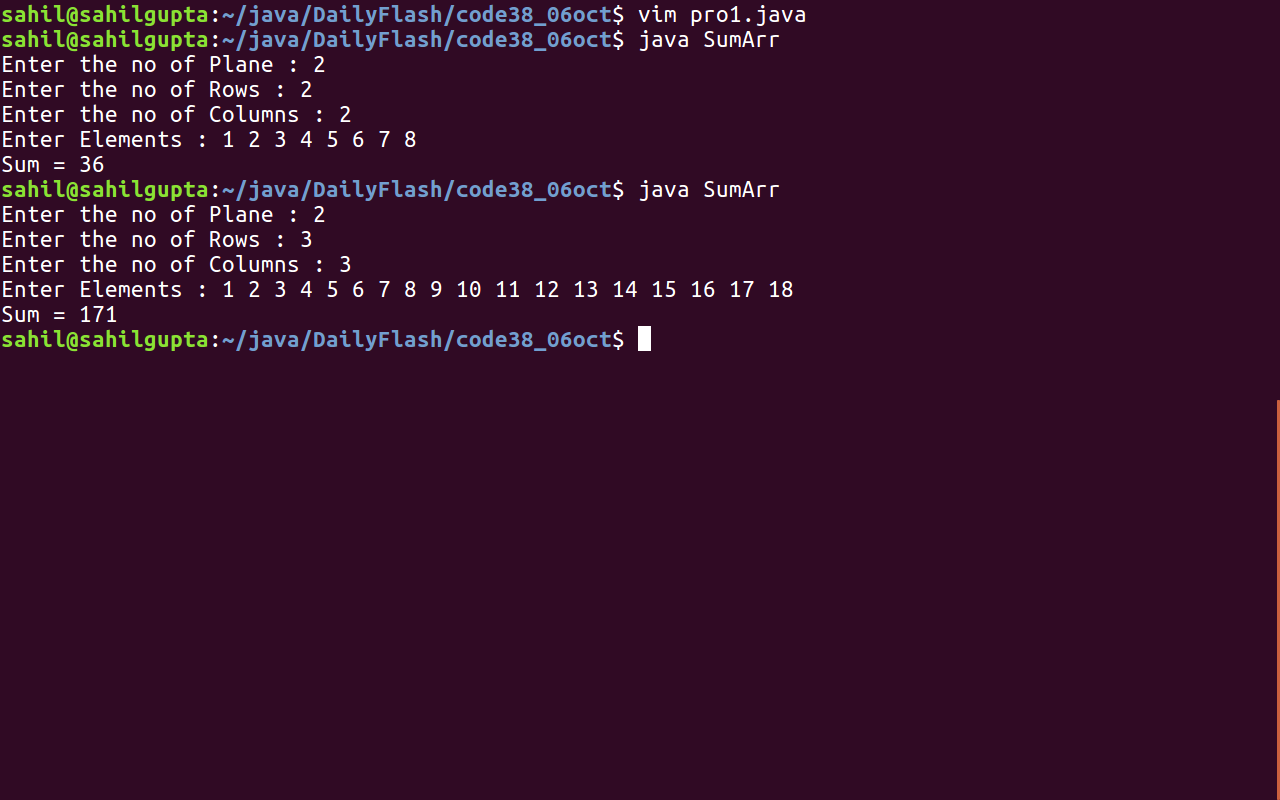 sahil@sahilgupta:~/java/DailyFlash/code38_06oct$ vim pro1.java
sahil@sahilgupta:~/java/DailyFlash/code38_06oct$ java SumArr
Enter the no of Plane : 2
Enter the no of Rows : 2
Enter the no of Columns : 2
Enter Elements : 1 2 3 4 5 6 7 8
Sum = 36
sahil@sahilgupta:~/java/DailyFlash/code38_06oct$ java SumArr
Enter the no of Plane : 2
Enter the no of Rows : 3
Enter the no of Columns : 3
Enter Elements : 1 2 3 4 5 6 7 8 9 10 11 12 13 14 15 16 17 18
Sum = 171
sahil@sahilgupta:~/java/DailyFlash/code38_06oct$